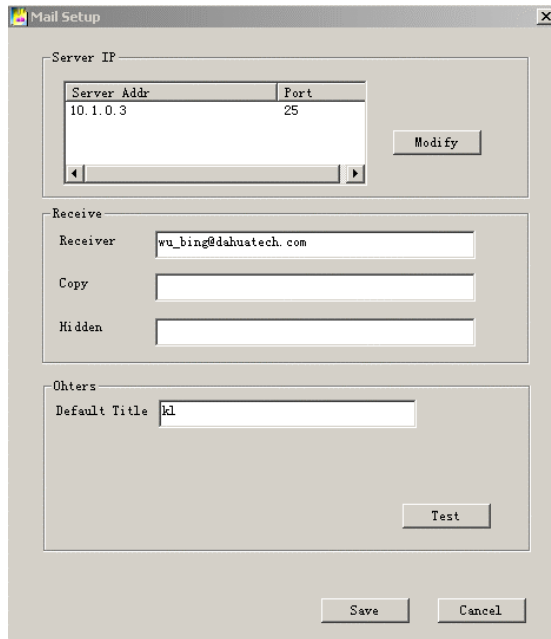 Mail Setup
Server IP
Server Addr Port
10.1.0.3 25
Modify
Receive
Receiver wu_bing@dahuatech.com
Copy
Hidden
Ohters
Default Title kl
Test
Save Cancel